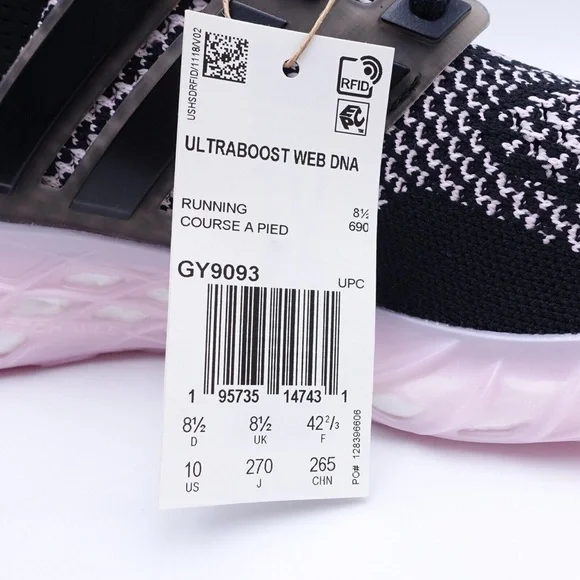 USHSDRFID/1118/V02
RFID
EPC
ULTRABOOST WEB DNA
RUNNING 8½
COURSE A PIED 690
GY9093
UPC
1 95735 14743 1
8½ 8½ 42⅔
D UK F
10 270 265
US J CHN
PO# 128396606